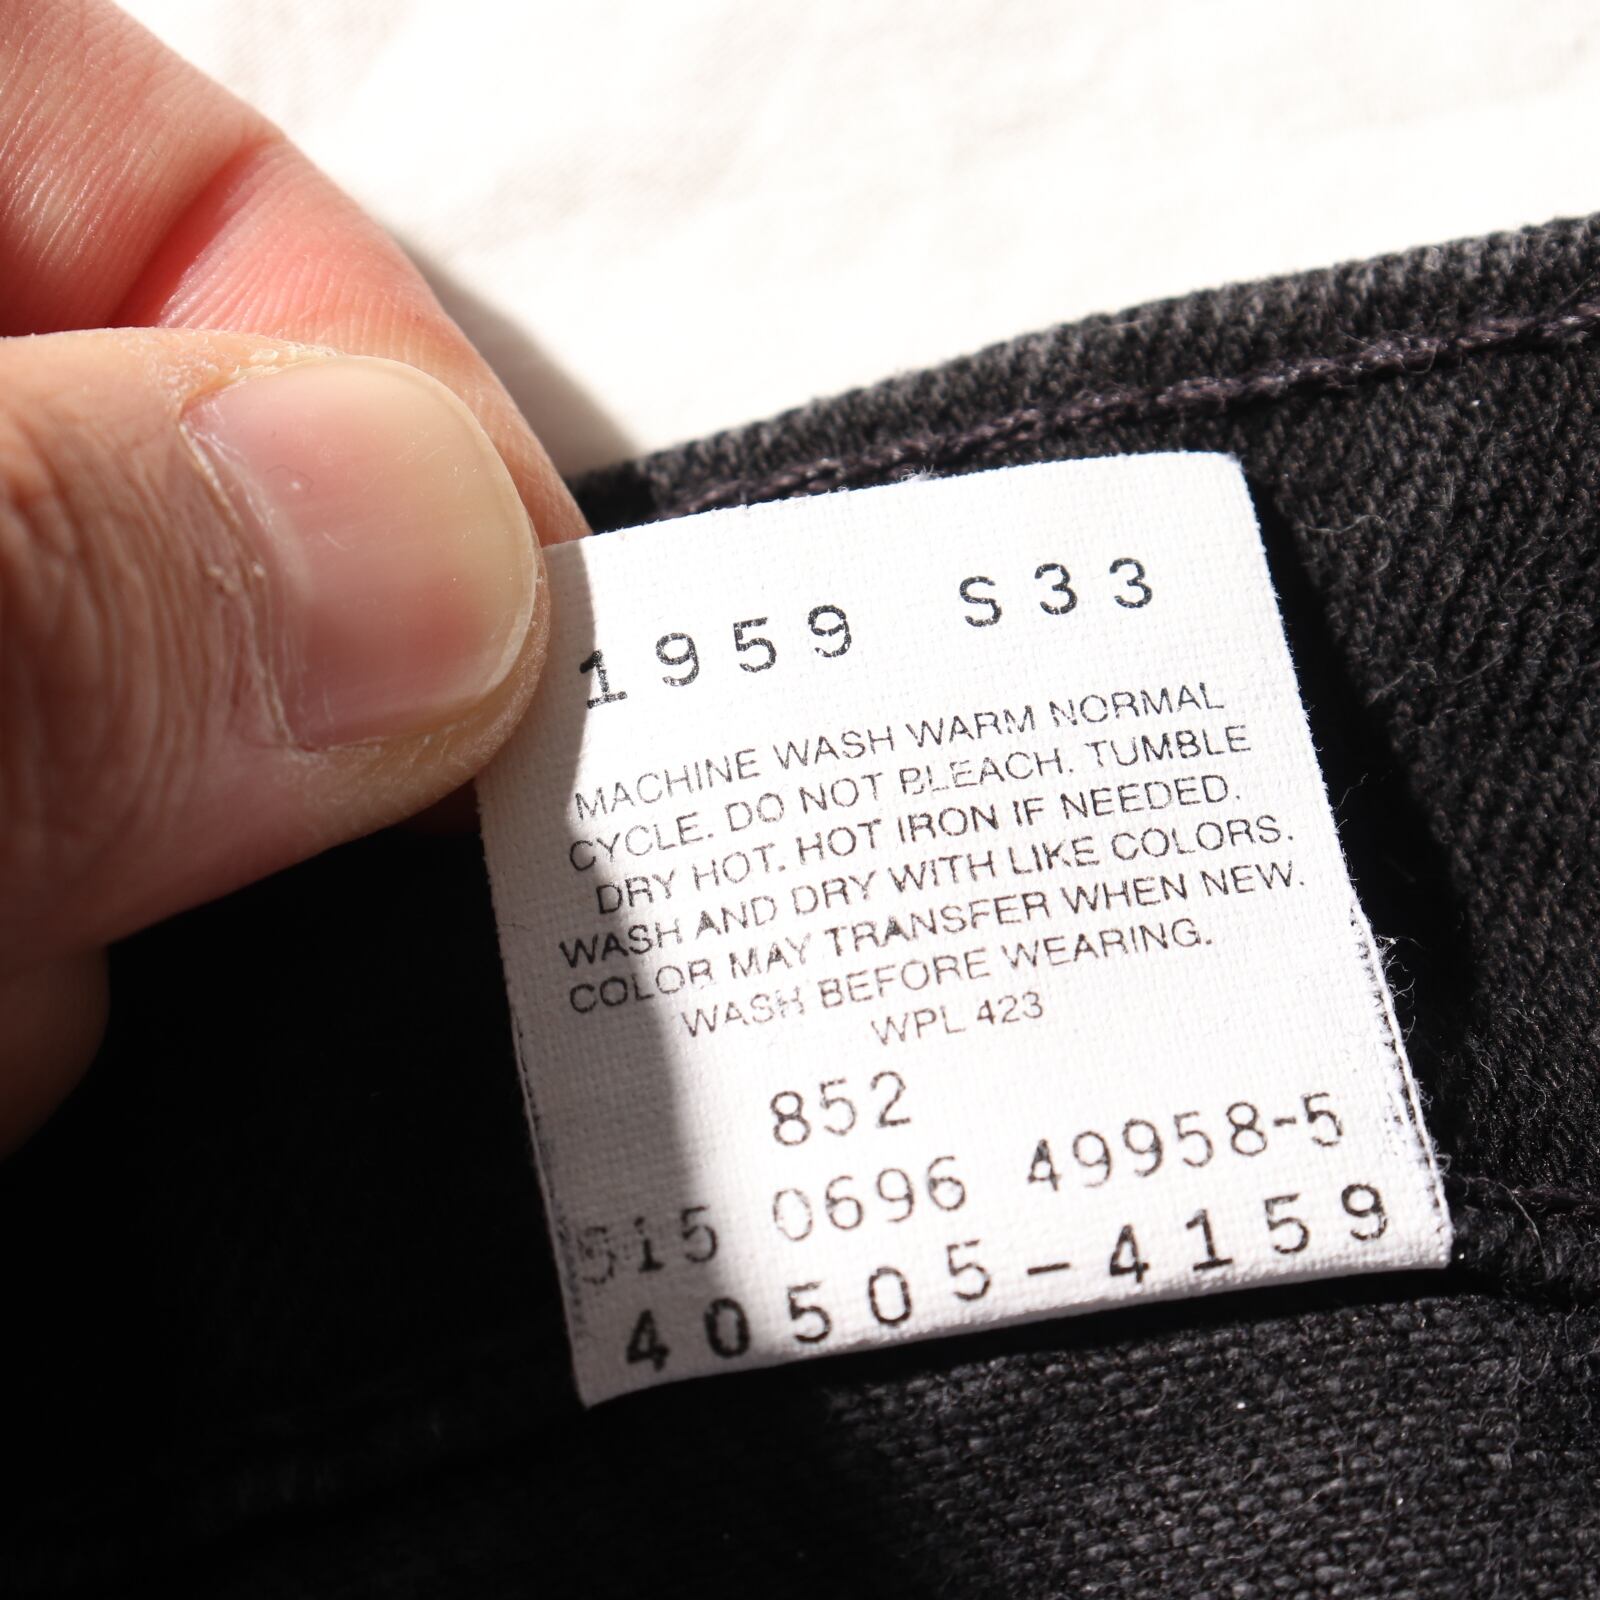 1959 S33
MACHINE WASH WARM NORMAL
CYCLE. DO NOT BLEACH. TUMBLE
DRY HOT. HOT IRON IF NEEDED.
WASH AND DRY WITH LIKE COLORS.
COLOR MAY TRANSFER WHEN NEW.
WASH BEFORE WEARING.
WPL 423
852
515 0696 49958-5
40505-4159